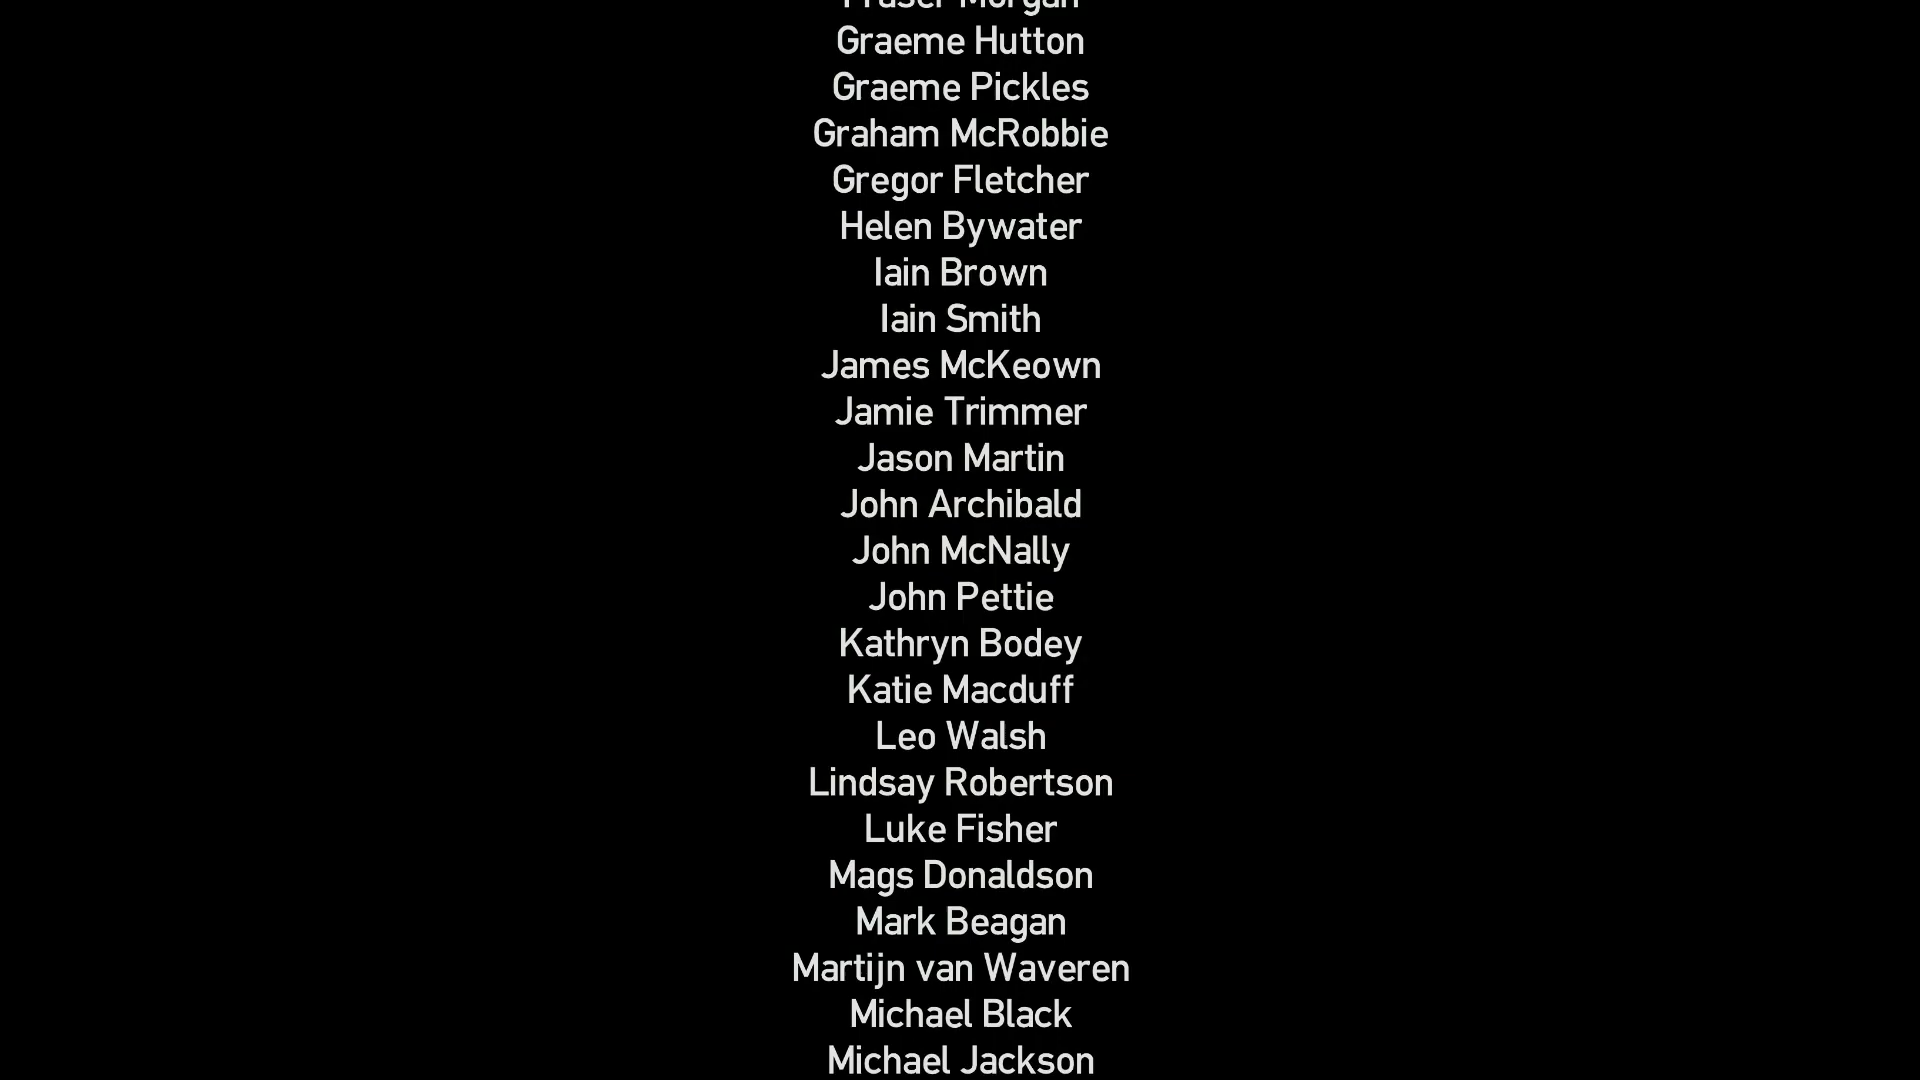 Fraser Morgan
Graeme Hutton
Graeme Pickles
Graham McRobbie
Gregor Fletcher
Helen Bywater
Iain Brown
Iain Smith
James McKeown
Jamie Trimmer
Jason Martin
John Archibald
John McNally
John Pettie
Kathryn Bodey
Katie Macduff
Leo Walsh
Lindsay Robertson
Luke Fisher
Mags Donaldson
Mark Beagan
Martijn van Waveren
Michael Black
Michael Jackson